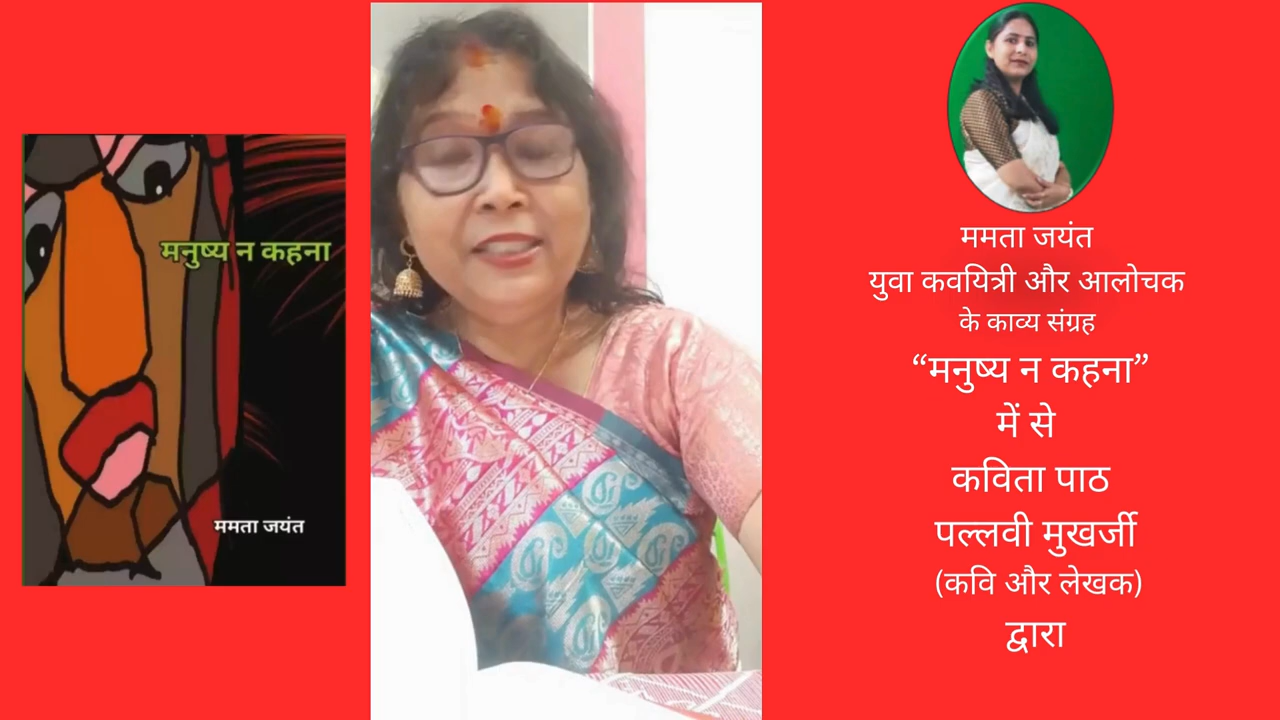 मनुष्य न कहना
ममता जयंत
ममता जयंत
युवा कवयित्री और आलोचक
के काव्य संग्रह
“मनुष्य न कहना”
में से
कविता पाठ
पल्लवी मुखर्जी
(कवि और लेखक)
द्वारा